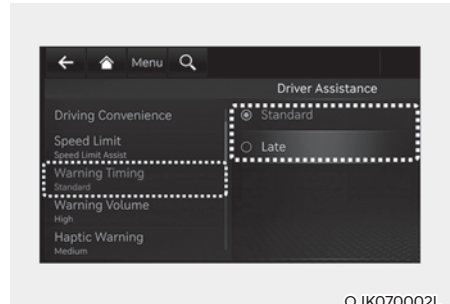 Menu
Driver Assistance
Driving Convenience
Speed Limit
Speed Limit Assist
Warning Timing
Standard
Warning Volume
High
Haptic Warning
Medium
Standard
Late
OJK070002L